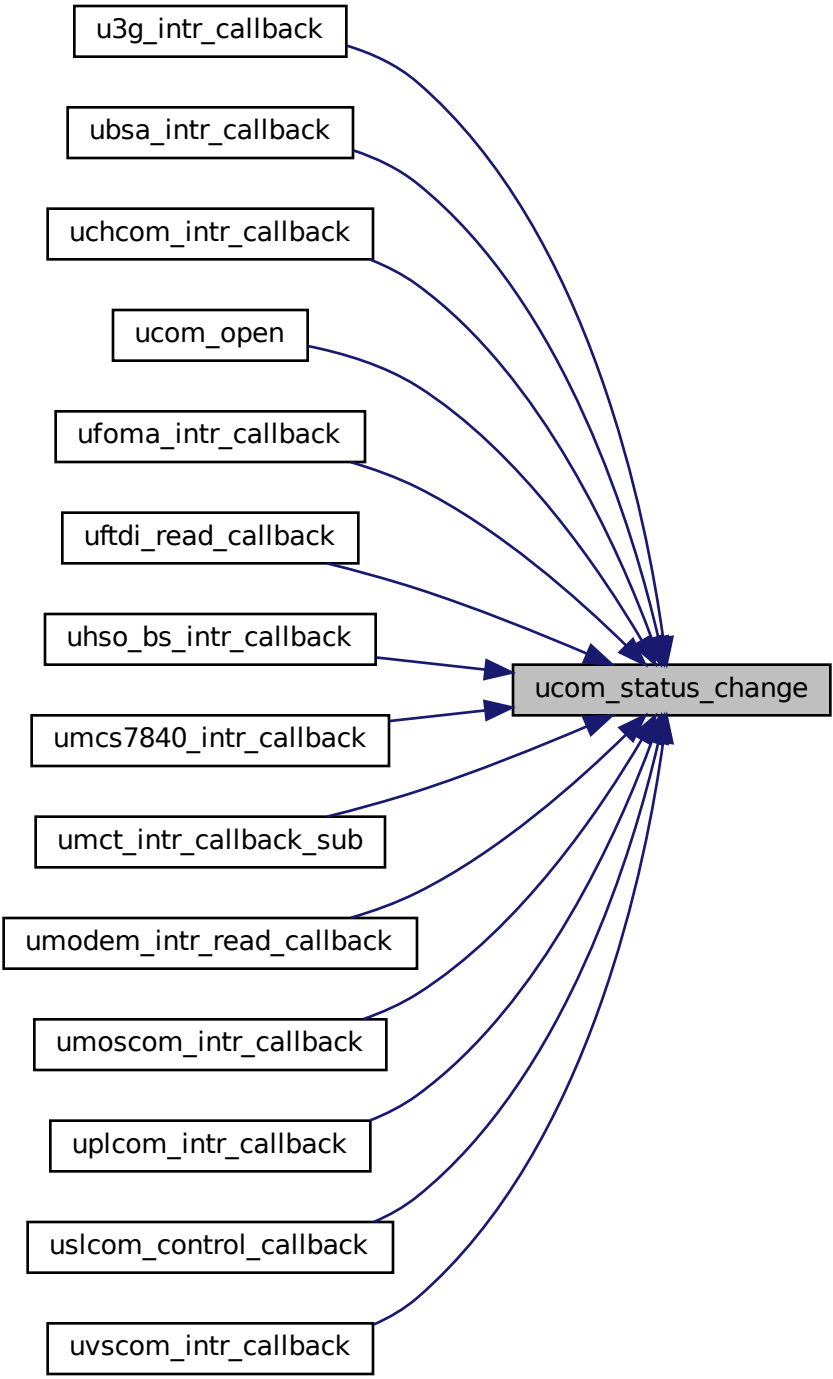 u3g_intr_callback
ubsa_intr_callback
uchcom_intr_callback
ucom_open
ufoma_intr_callback
uftdi_read_callback
uhso_bs_intr_callback
ucom_status_change
umcs7840_intr_callback
umct_intr_callback_sub
umodem_intr_read_callback
umoscom_intr_callback
uplcom_intr_callback
uslcom_control_callback
uvscom_intr_callback